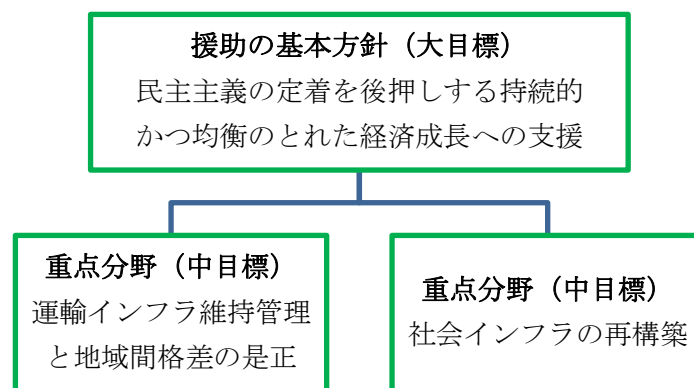 援助の基本方針（大目標）
民主主義の定着を後押しする持続的
かつ均衡のとれた経済成長への支援
重点分野（中目標）
運輸インフラ維持管理
と地域間格差の是正
重点分野（中目標）
社会インフラの再構築